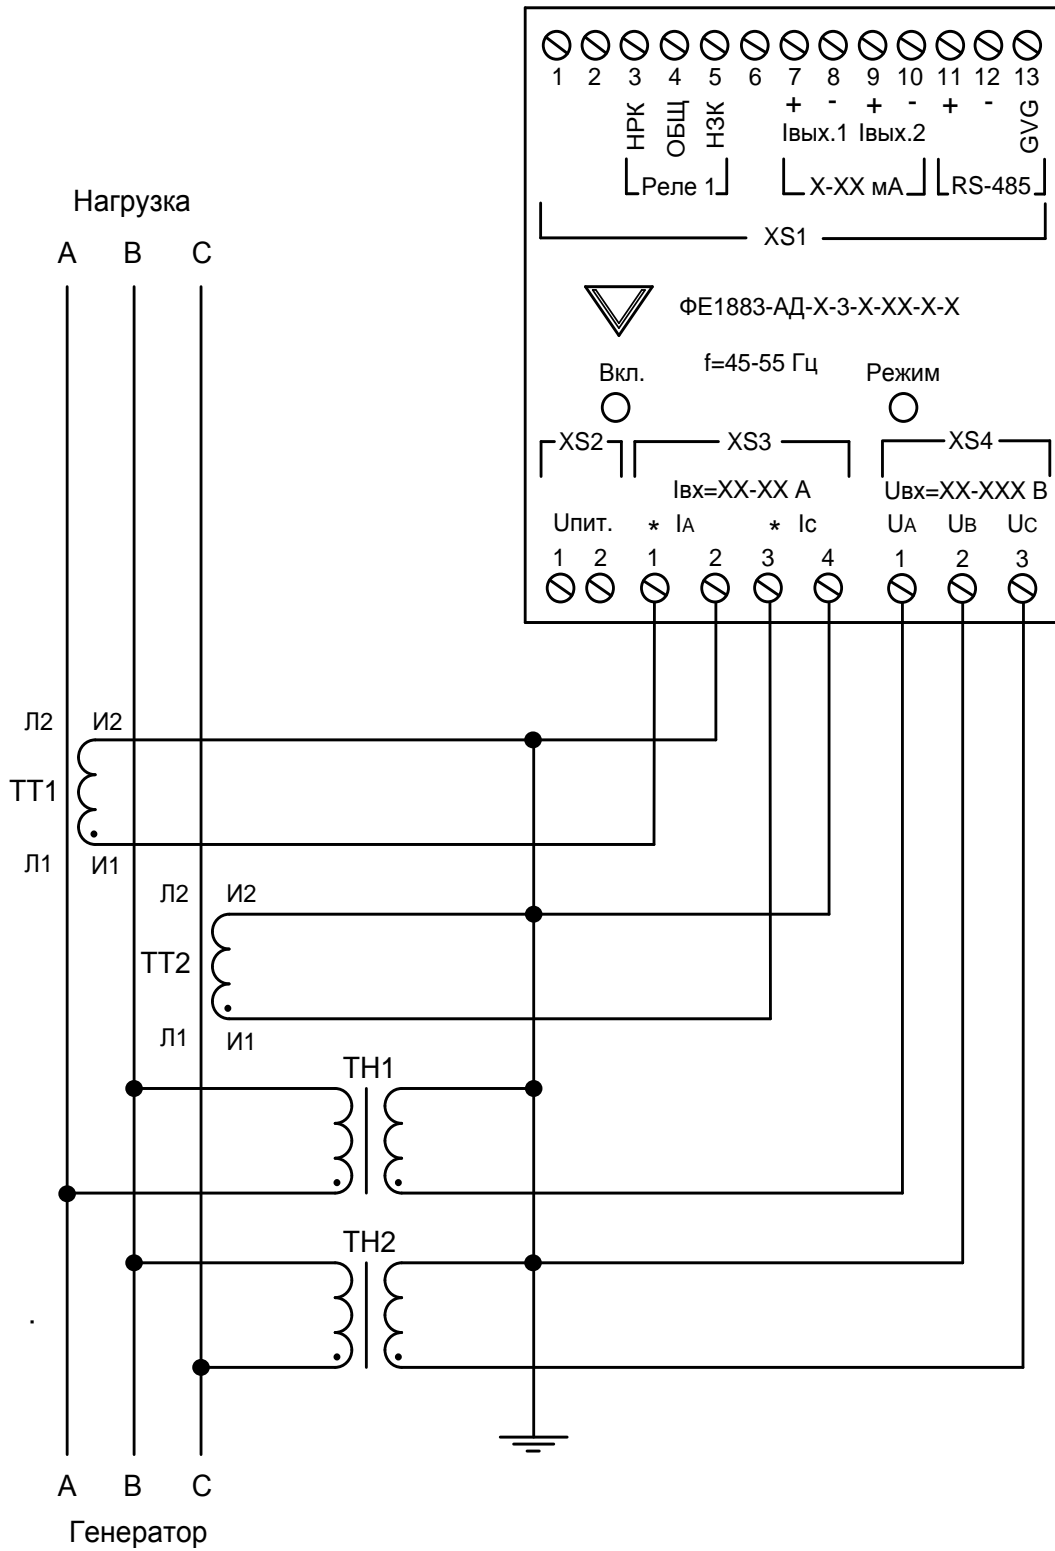 1 2 3 4 5 6 7 8 9 10 11 12 13
+ - + - + -
НРК ОБЩ НЗК Iвых.1 Iвых.2 GVG
Реле 1 X-XX мА RS-485
XS1
Нагрузка
A B C
ФЕ1883-АД-Х-3-Х-ХХ-Х-Х
f=45-55 Гц
Вкл. Режим
XS2 XS3 XS4
Iвх=XX-XX А Uвх=XX-XXX В
Uпит. * IA * Ic UA UB UC
1 2 1 2 3 4 1 2 3
Л2 И2
ТТ1
Л1 И1
Л2 И2
ТТ2
Л1 И1
ТН1
ТН2
A B C
Генератор